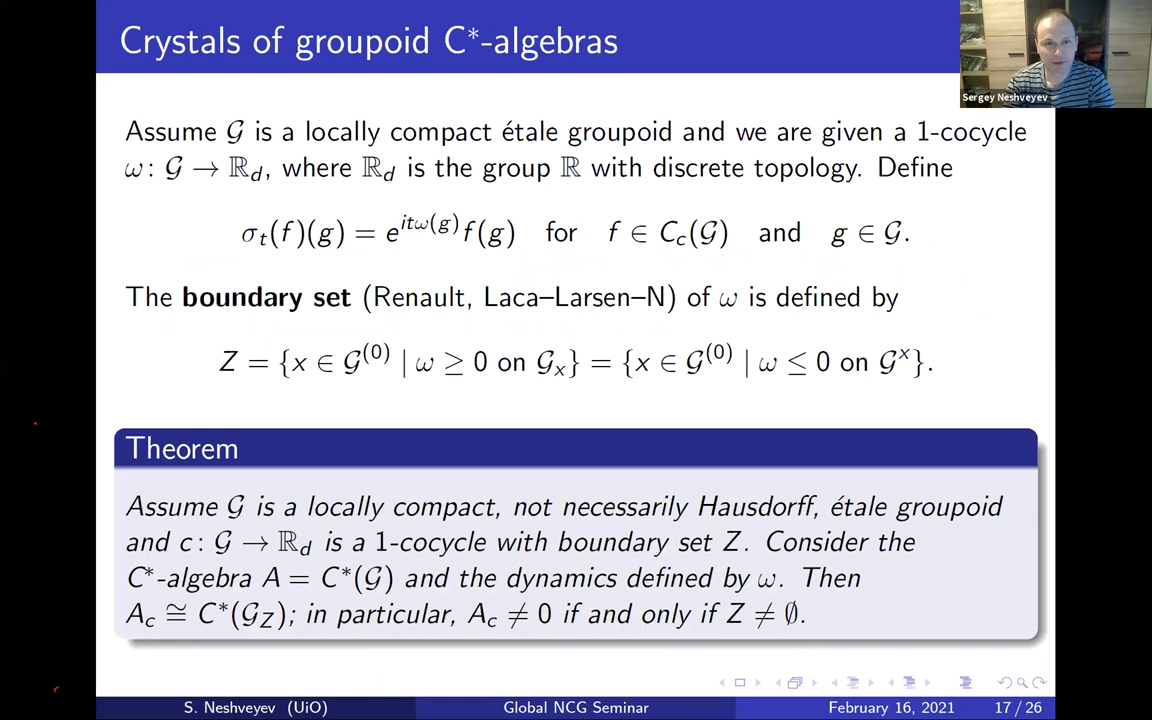 Crystals of groupoid C*-algebras
Sergey Neshveyev
Assume 𝒢 is a locally compact étale groupoid and we are given a 1-cocycle
ω: 𝒢 → ℝ_d, where ℝ_d is the group ℝ with discrete topology. Define
σ_t(f)(g) = e^{itω(g)} f(g) for f ∈ C_c(𝒢) and g ∈ 𝒢.
The boundary set (Renault, Laca–Larsen–N) of ω is defined by
Z = {x ∈ 𝒢^{(0)} | ω ≥ 0 on 𝒢_x} = {x ∈ 𝒢^{(0)} | ω ≤ 0 on 𝒢^x}.
Theorem
Assume 𝒢 is a locally compact, not necessarily Hausdorff, étale groupoid
and c: 𝒢 → ℝ_d is a 1-cocycle with boundary set Z. Consider the
C*-algebra A = C*(𝒢) and the dynamics defined by ω. Then
A_c ≅ C*(𝒢_Z); in particular, A_c ≠ 0 if and only if Z ≠ ∅.
S. Neshveyev (UiO) Global NCG Seminar February 16, 2021 17 / 26